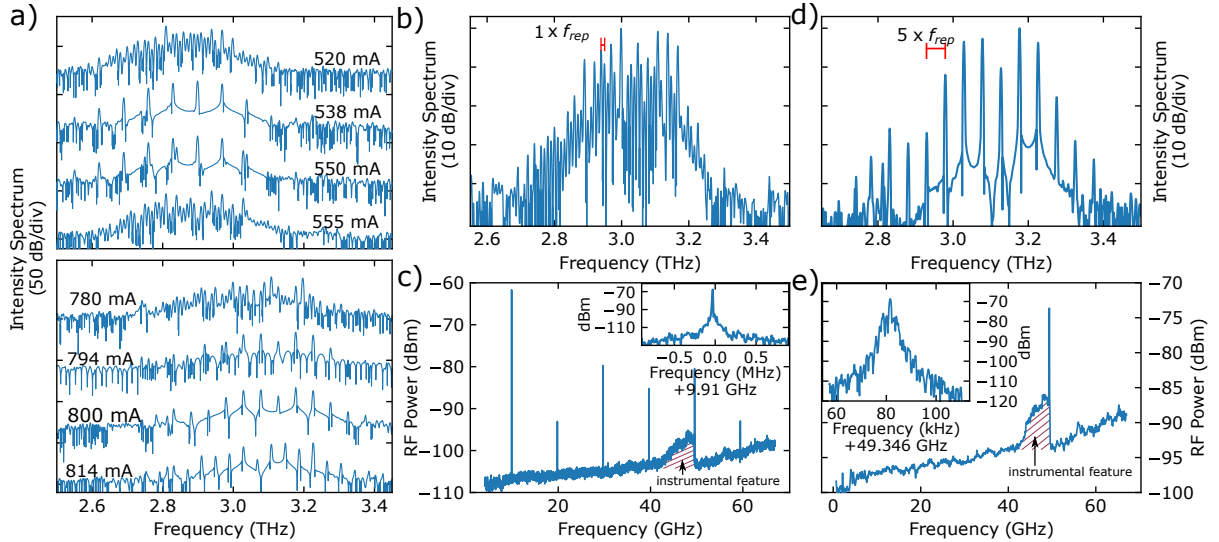 a)
Intensity Spectrum
(50 dB/div)
520 mA
538 mA
550 mA
555 mA
780 mA
794 mA
800 mA
814 mA
2.6 2.8 3.0 3.2 3.4
Frequency (THz)
b)
Intensity Spectrum
(10 dB/div)
1 x frep
2.6 2.8 3.0 3.2 3.4
Frequency (THz)
c)
RF Power (dBm)
−60
−70
−80
−90
−100
−110
0 20 40 60
Frequency (GHz)
dBm
−70
−90
−110
−0.5 0.0 0.5
Frequency (MHz)
+9.91 GHz
instrumental feature
d)
5 x frep
Intensity Spectrum
(10 dB/div)
2.8 3.0 3.2 3.4
Frequency (THz)
e)
RF Power (dBm)
−70
−75
−80
−85
−90
−95
−100
0 20 40 60
Frequency (GHz)
dBm
−70
−80
−90
−100
−110
−120
60 80 100
Frequency (kHz)
+49.346 GHz
instrumental feature